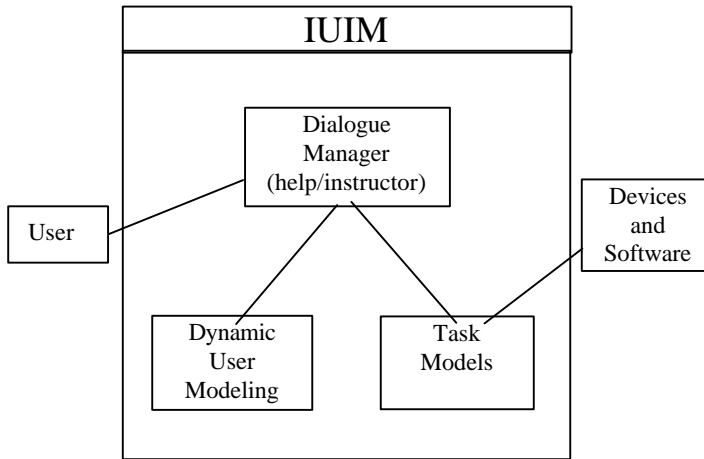 IUIM
Dialogue
Manager
(help/instructor)
User
Devices
and
Software
Dynamic
User
Modeling
Task
Models